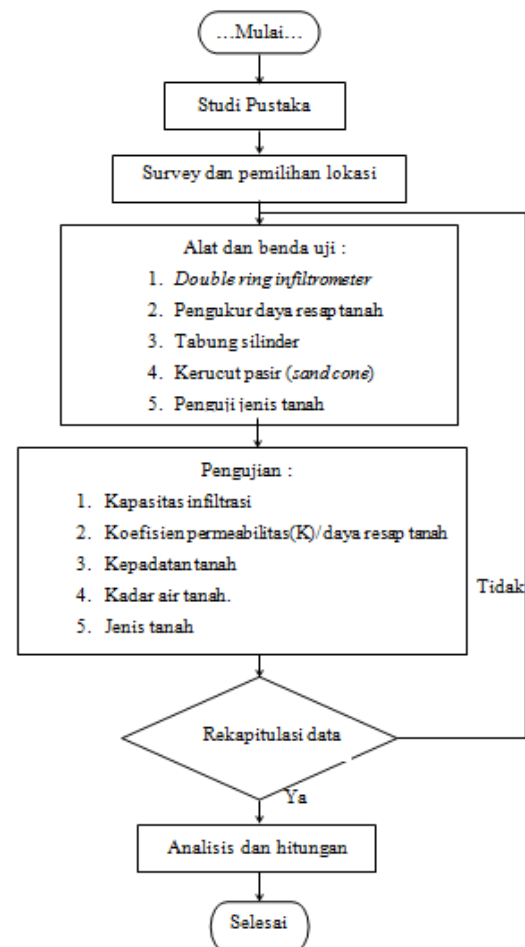 ...Mulai...
Studi Pustaka
Survey dan pemilihan lokasi
Alat dan benda uji :
1. Double ring infiltrometer
2. Pengukur daya resap tanah
3. Tabung silinder
4. Kerucut pasir (sand cone)
5. Penguji jenis tanah
Pengujian :
1. Kapasitas infiltrasi
2. Koefisien permeabilitas(K)/daya resap tanah
3. Kepadatan tanah
4. Kadar air tanah.
5. Jenis tanah
Tidak
Rekapitulasi data
Ya
Analisis dan hitungan
Selesai